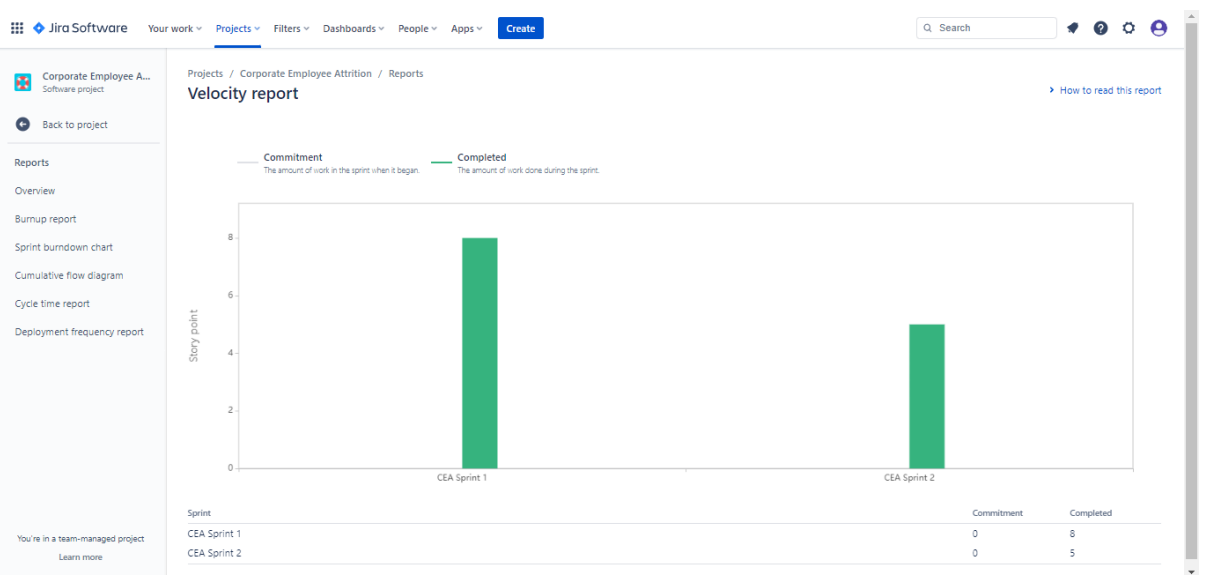 Jira Software Your work Projects Filters Dashboards People Apps Create Search
Corporate Employee A...
Software project
Back to project
Reports
Overview
Burnup report
Sprint burndown chart
Cumulative flow diagram
Cycle time report
Deployment frequency report
You're in a team-managed project
Learn more
Projects / Corporate Employee Attrition / Reports
Velocity report
How to read this report
Commitment
The amount of work in the sprint when it began.
Completed
The amount of work done during the sprint.
Story point
8
6
4
2
0
CEA Sprint 1 CEA Sprint 2
Sprint Commitment Completed
CEA Sprint 1 0 8
CEA Sprint 2 0 5